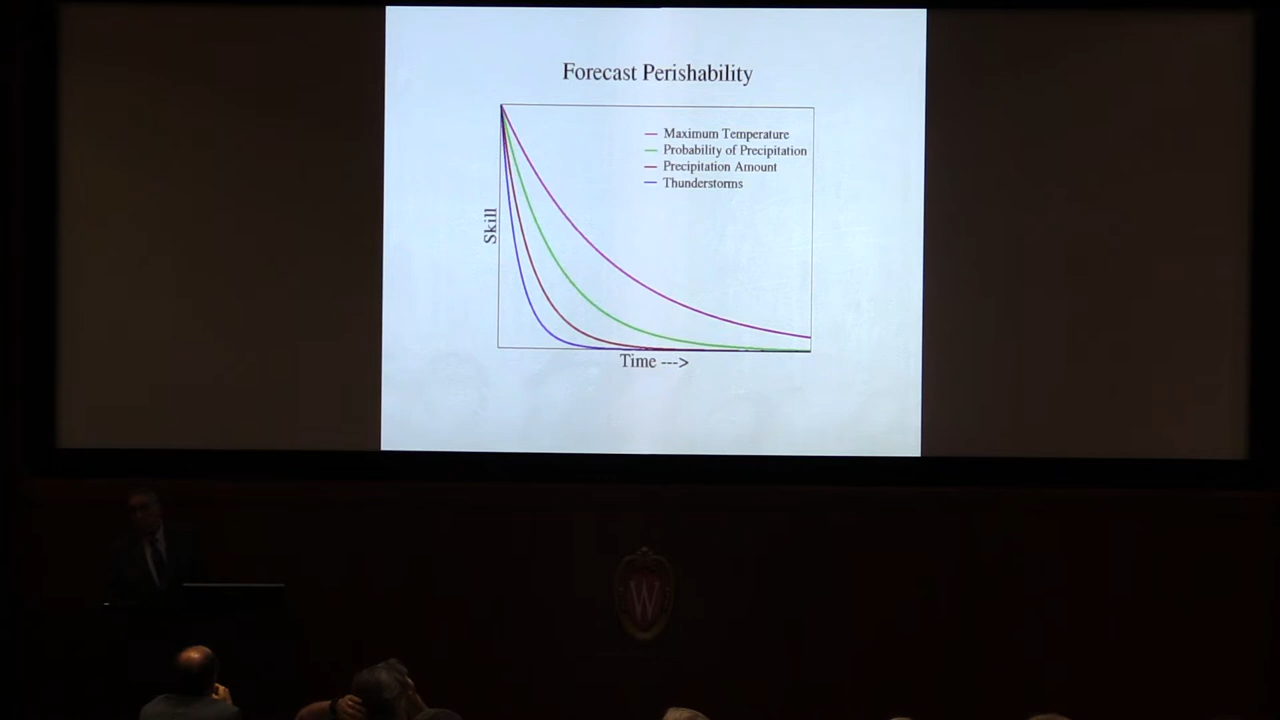 Forecast Perishability
Maximum Temperature
Probability of Precipitation
Precipitation Amount
Thunderstorms
Skill
Time --->
W